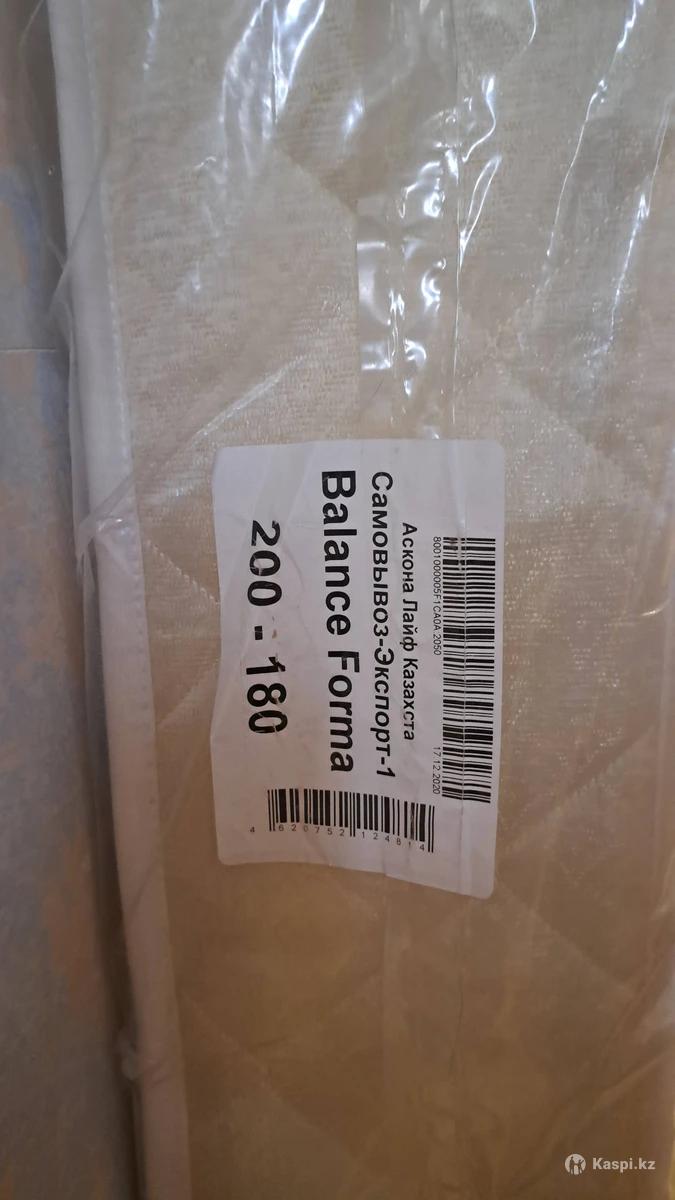 8001000005F1CA0A 2050 17.12.2020
Аскона Лайф Казахста
Самовывоз-Экспорт-1
Balance Forma
200 - 180
4 620752 124814
Kaspi.kz